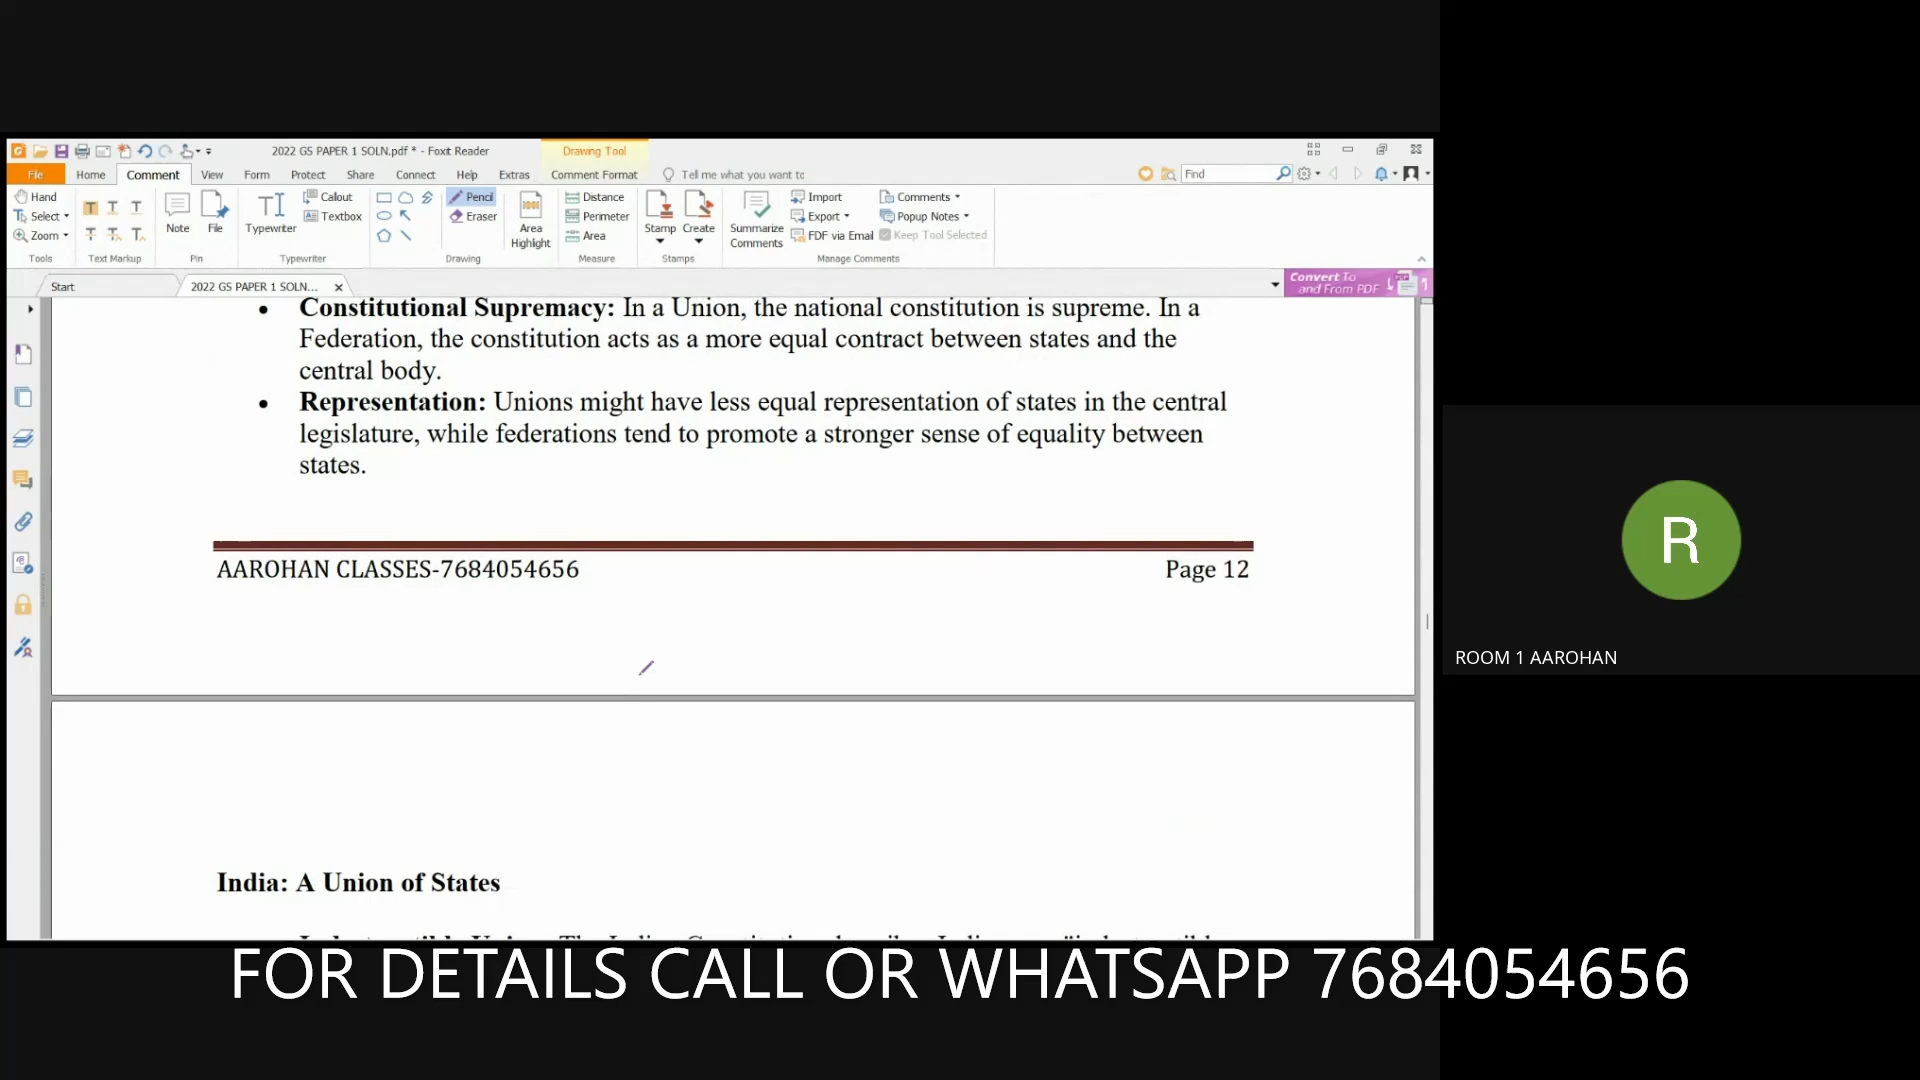 2022 GS PAPER 1 SOLN.pdf * - Foxit Reader
Drawing Tool
File Home Comment View Form Protect Share Connect Help Extras Comment Format Tell me what you want to Find
Hand
Select
Zoom
Tools
Text Markup
Note
File
Pin
Typewriter
Callout
Textbox
Typewriter
Pencil
Eraser
Area
Highlight
Drawing
Distance
Perimeter
Area
Measure
Stamp
Create
Stamps
Summarize
Comments
Import
Export
FDF via Email
Comments
Popup Notes
Keep Tool Selected
Manage Comments
Start
2022 GS PAPER 1 SOLN...
Convert To
and From PDF
• Constitutional Supremacy: In a Union, the national constitution is supreme. In a
Federation, the constitution acts as a more equal contract between states and the
central body.
• Representation: Unions might have less equal representation of states in the central
legislature, while federations tend to promote a stronger sense of equality between
states.
AAROHAN CLASSES-7684054656 Page 12
India: A Union of States
R
ROOM 1 AAROHAN
FOR DETAILS CALL OR WHATSAPP 7684054656